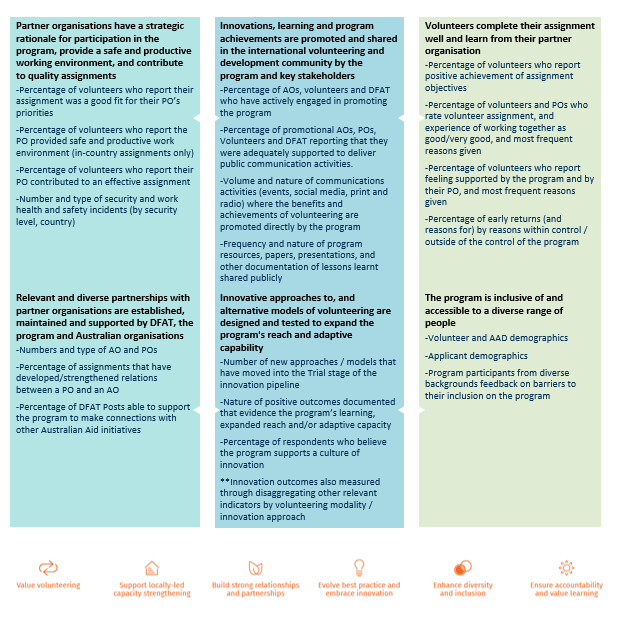 Partner organisations have a strategic
rationale for participation in the
program, provide a safe and productive
working environment, and contribute
to quality assignments
-Percentage of volunteers who report their
assignment was a good fit for their PO's
priorities
-Percentage of volunteers who report the
PO provided safe and productive work
environment (in-country assignments only)
-Percentage of volunteers who report their
PO contributed to an effective assignment
-Number and type of security and work
health and safety incidents (by security
level, country)
Relevant and diverse partnerships with
partner organisations are established,
maintained and supported by DFAT, the
program and Australian organisations
-Numbers and type of AO and POs
-Percentage of assignments that have
developed/strengthened relations
between a PO and an AO
-Percentage of DFAT Posts able to support
the program to make connections with
other Australian Aid initiatives
Innovations, learning and program
achievements are promoted and shared
in the international volunteering and
development community by the
program and key stakeholders
-Percentage of AOs, volunteers and DFAT
who have actively engaged in promoting
the program
-Percentage of promotional AOs, POs,
Volunteers and DFAT reporting that they
were adequately supported to deliver
public communication activities.
-Volume and nature of communications
activities (events, social media, print and
radio) where the benefits and
achievements of volunteering are
promoted directly by the program
-Frequency and nature of program
resources, papers, presentations, and
other documentation of lessons learnt
shared publicly
Innovative approaches to, and
alternative models of volunteering are
designed and tested to expand the
program's reach and adaptive
capability
-Number of new approaches / models that
have moved into the Trial stage of the
innovation pipeline
-Nature of positive outcomes documented
that evidence the program's learning,
expanded reach and/or adaptive capacity
-Percentage of respondents who believe
the program supports a culture of
innovation
**Innovation outcomes also measured
through disaggregating other relevant
indicators by volunteering modality /
innovation approach
Volunteers complete their assignment
well and learn from their partner
organisation
-Percentage of volunteers who report
positive achievement of assignment
objectives
-Percentage of volunteers and POs who
rate volunteer assignment, and
experience of working together as
good/very good, and most frequent
reasons given
-Percentage of volunteers who report
feeling supported by the program and by
their PO, and most frequent reasons
given
-Percentage of early returns (and
reasons for) by reasons within control /
outside of the control of the program
The program is inclusive of and
accessible to a diverse range of
people
-Volunteer and AAD demographics
-Applicant demographics
-Program participants from diverse
backgrounds feedback on barriers to
their inclusion on the program
Value volunteering
Support locally-led
capacity strengthening
Build strong relationships
and partnerships
Evolve best practice and
embrace innovation
Enhance diversity
and inclusion
Ensure accountability
and value learning